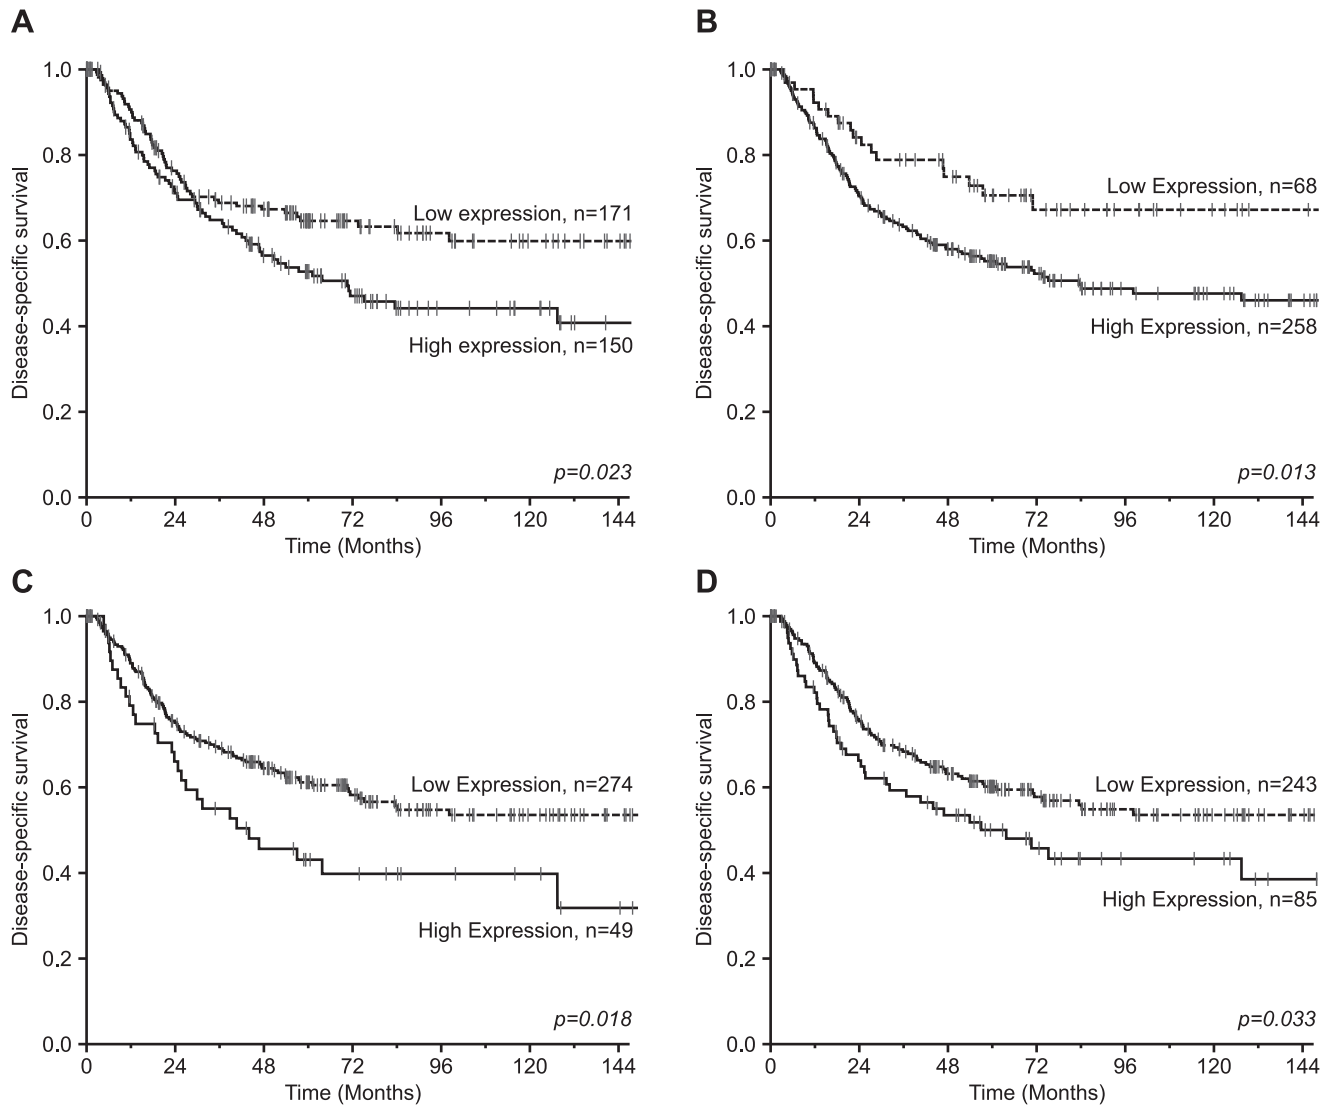 A
1.0
0.8
0.6
0.4
0.2
0.0
Disease-specific survival
Low expression, n=171
High expression, n=150
p=0.023
0 24 48 72 96 120 144
Time (Months)
B
1.0
0.8
0.6
0.4
0.2
0.0
Disease-specific survival
Low Expression, n=68
High Expression, n=258
p=0.013
0 24 48 72 96 120 144
Time (Months)
C
1.0
0.8
0.6
0.4
0.2
0.0
Disease-specific survival
Low Expression, n=274
High Expression, n=49
p=0.018
0 24 48 72 96 120 144
Time (Months)
D
1.0
0.8
0.6
0.4
0.2
0.0
Disease-specific survival
Low Expression, n=243
High Expression, n=85
p=0.033
0 24 48 72 96 120 144
Time (Months)